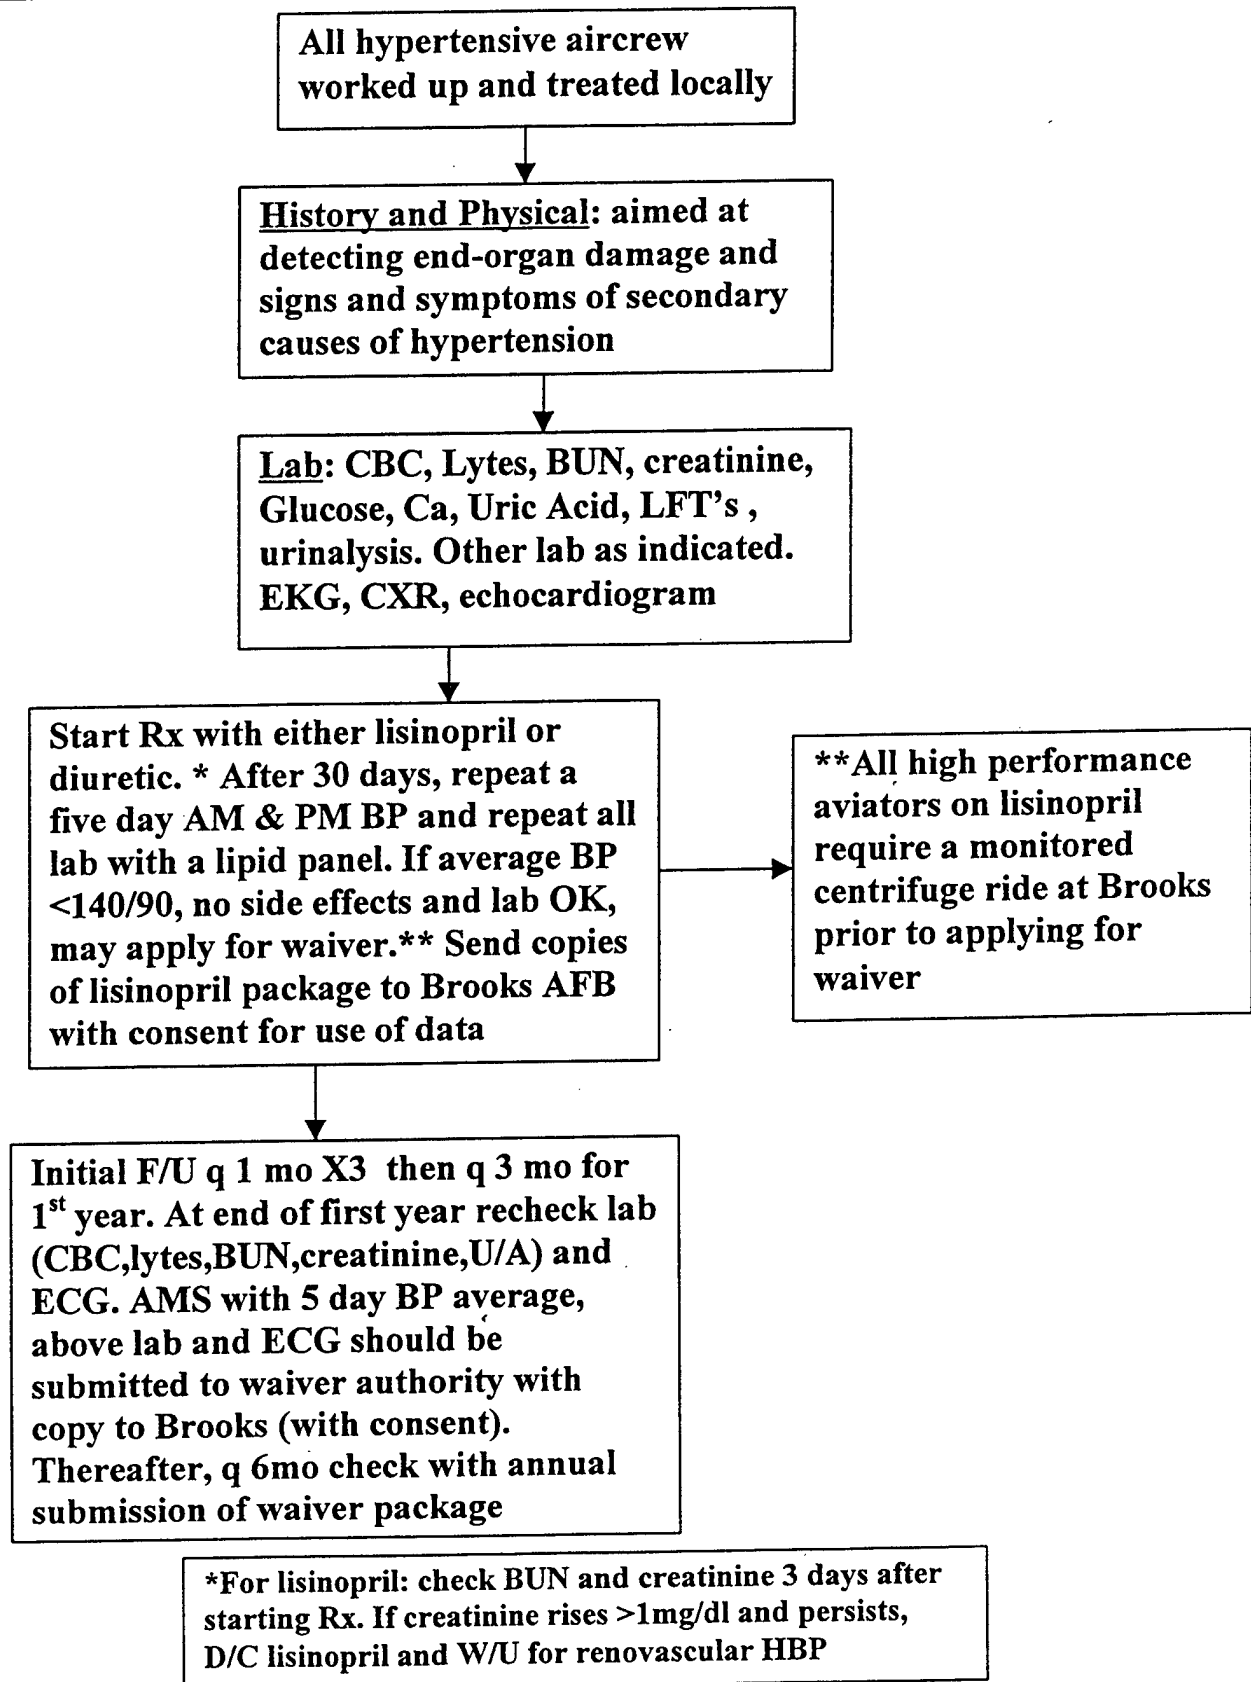 All hypertensive aircrew
worked up and treated locally
History and Physical: aimed at
detecting end-organ damage and
signs and symptoms of secondary
causes of hypertension
Lab: CBC, Lytes, BUN, creatinine,
Glucose, Ca, Uric Acid, LFT's ,
urinalysis. Other lab as indicated.
EKG, CXR, echocardiogram
Start Rx with either lisinopril or
diuretic. * After 30 days, repeat a
five day AM & PM BP and repeat all
lab with a lipid panel. If average BP
<140/90, no side effects and lab OK,
may apply for waiver.** Send copies
of lisinopril package to Brooks AFB
with consent for use of data
**All high performance
aviators on lisinopril
require a monitored
centrifuge ride at Brooks
prior to applying for
waiver
Initial F/U q 1 mo X3 then q 3 mo for
1st year. At end of first year recheck lab
(CBC,lytes,BUN,creatinine,U/A) and
ECG. AMS with 5 day BP average,
above lab and ECG should be
submitted to waiver authority with
copy to Brooks (with consent).
Thereafter, q 6mo check with annual
submission of waiver package
*For lisinopril: check BUN and creatinine 3 days after
starting Rx. If creatinine rises >1mg/dl and persists,
D/C lisinopril and W/U for renovascular HBP